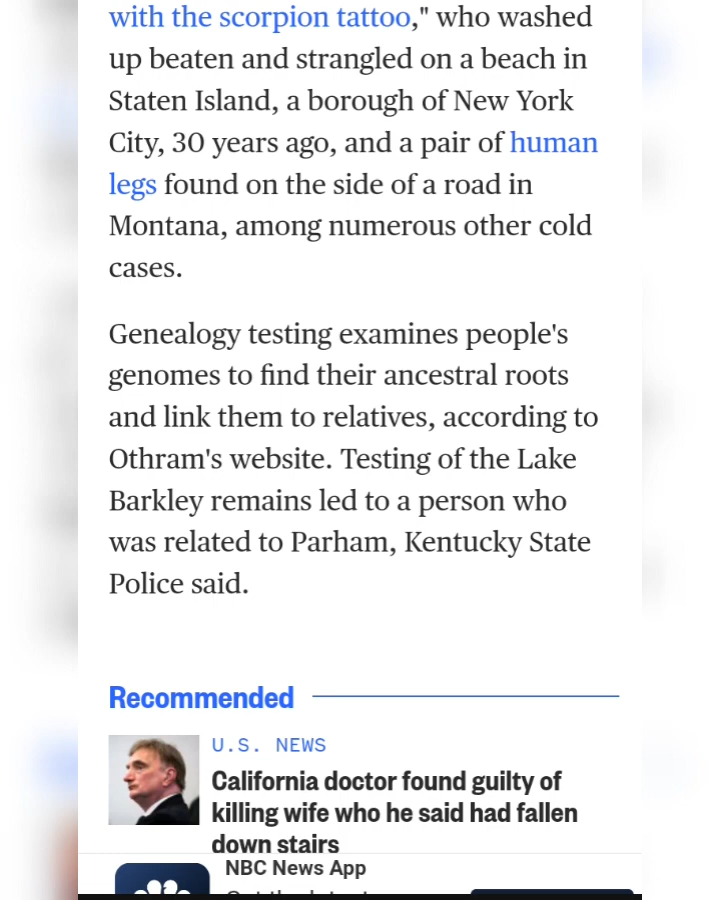 with the scorpion tattoo," who washed
up beaten and strangled on a beach in
Staten Island, a borough of New York
City, 30 years ago, and a pair of human
legs found on the side of a road in
Montana, among numerous other cold
cases.
Genealogy testing examines people's
genomes to find their ancestral roots
and link them to relatives, according to
Othram's website. Testing of the Lake
Barkley remains led to a person who
was related to Parham, Kentucky State
Police said.
Recommended
U.S. NEWS
California doctor found guilty of
killing wife who he said had fallen
down stairs
NBC News App